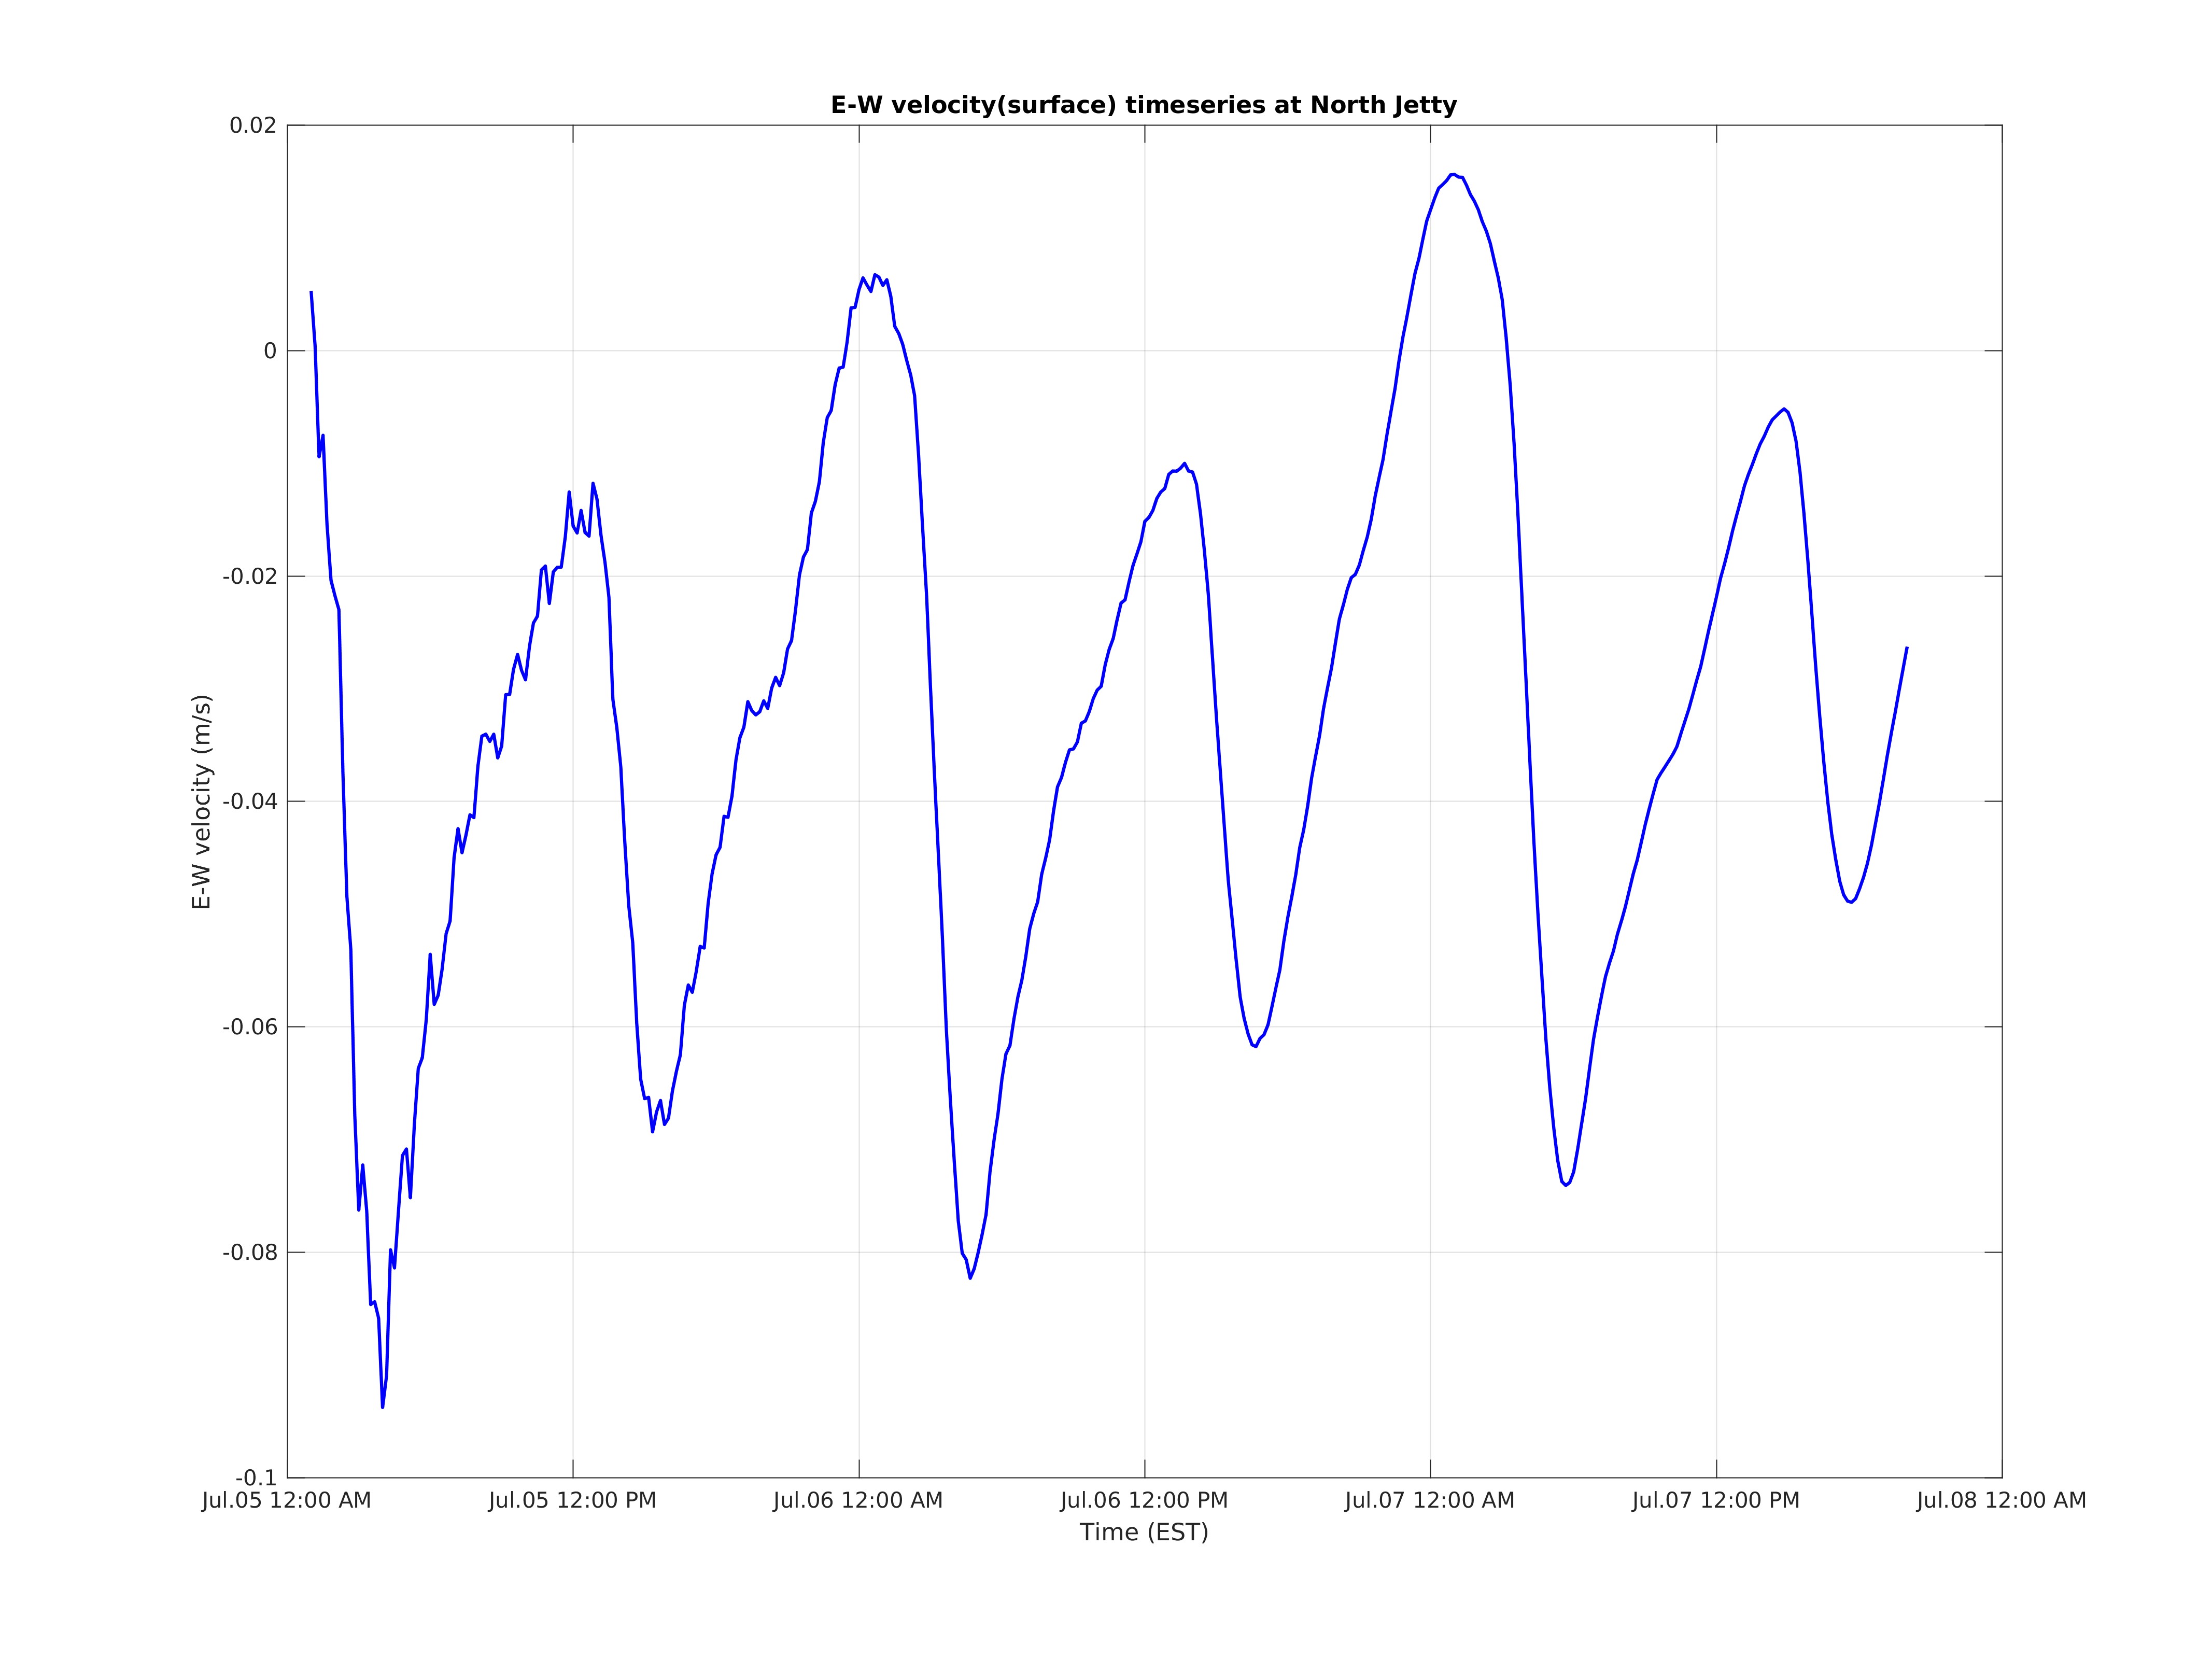 E-W velocity(surface) timeseries at North Jetty
0.02
0
-0.02
-0.04
-0.06
-0.08
-0.1
E-W velocity (m/s)
Jul.05 12:00 AM
Jul.05 12:00 PM
Jul.06 12:00 AM
Jul.06 12:00 PM
Jul.07 12:00 AM
Jul.07 12:00 PM
Jul.08 12:00 AM
Time (EST)